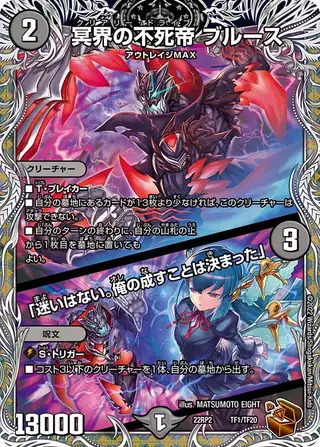 2
冥界の不死帝 ブルース
アウトレイジMAX
クリーチャー
■T・ブレイカー
■自分の墓地にあるカードが13枚より少なければ、このクリーチャーは
攻撃できない。
■自分のターンの終わりに、自分の山札の上
から1枚目を墓地に置いてもよい。
3
「迷いはない。俺の成すことは決まった」
呪文
S・トリガー
■コスト3以下のクリーチャーを1体、自分の墓地から出す。
illus. MATSUMOTO EIGHT
13000
1
22RP2
TF1/TF20